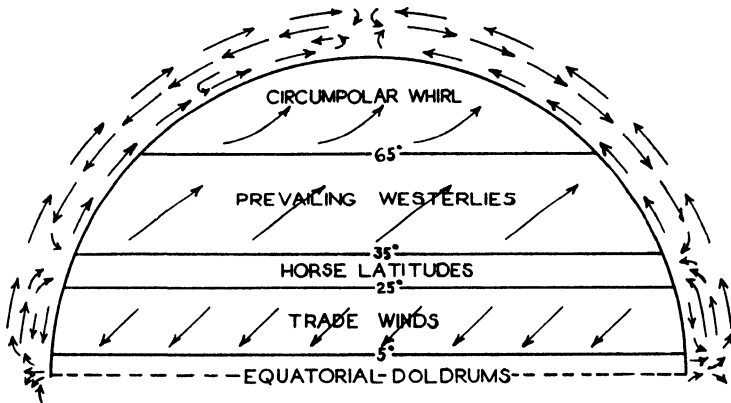 CIRCUMPOLAR WHIRL
65°
PREVAILING WESTERLIES
35°
HORSE LATITUDES
25°
TRADE WINDS
5°
EQUATORIAL-DOLDRUMS